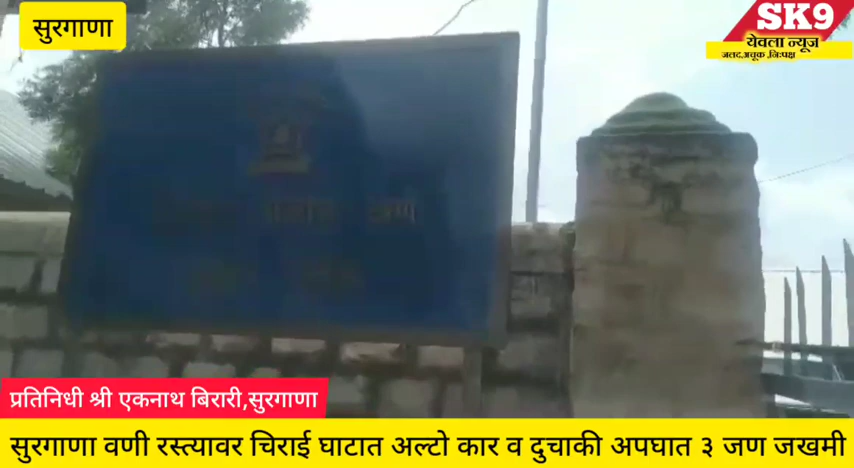 सुरगाणा
SK9
येवला न्यूज
जलद,अचूक ,नि:पक्ष
प्रतिनिधी श्री एकनाथ बिरारी,सुरगाणा
सुरगाणा वणी रस्त्यावर चिराई घाटात अल्टो कार व दुचाकी अपघात ३ जण जखमी